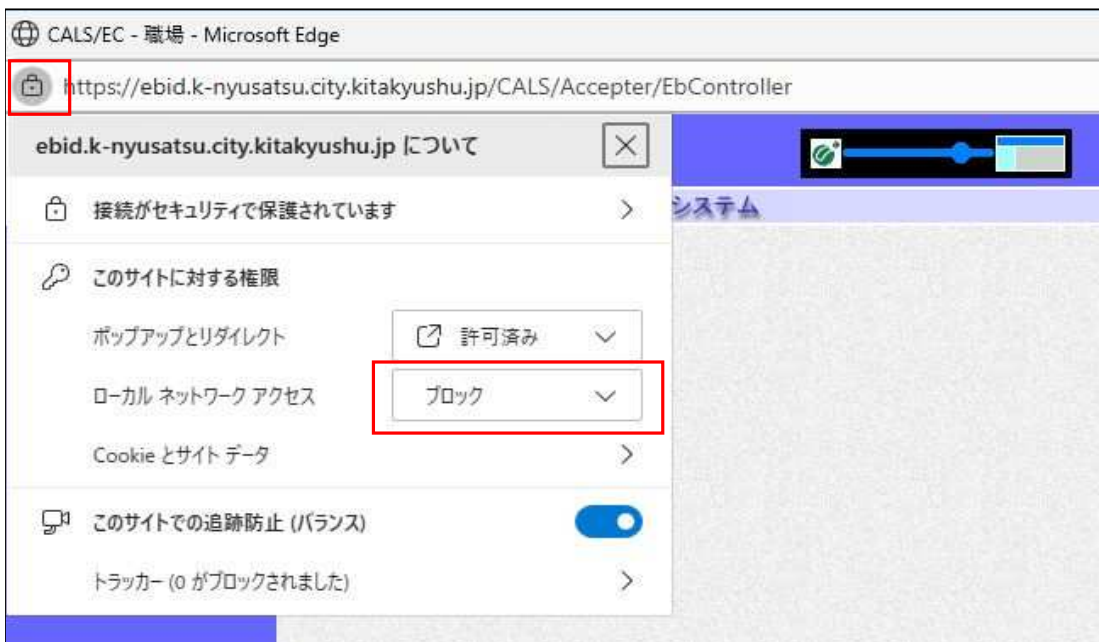 CALS/EC - 職場 - Microsoft Edge
https://ebid.k-nyusatsu.city.kitakyushu.jp/CALS/Accepter/EbController
ebid.k-nyusatsu.city.kitakyushu.jp について
接続がセキュリティで保護されています
システム
このサイトに対する権限
ポップアップとリダイレクト 許可済み
ローカル ネットワーク アクセス ブロック
Cookie とサイト データ
このサイトでの追跡防止 (バランス)
トラッカー (0 がブロックされました)